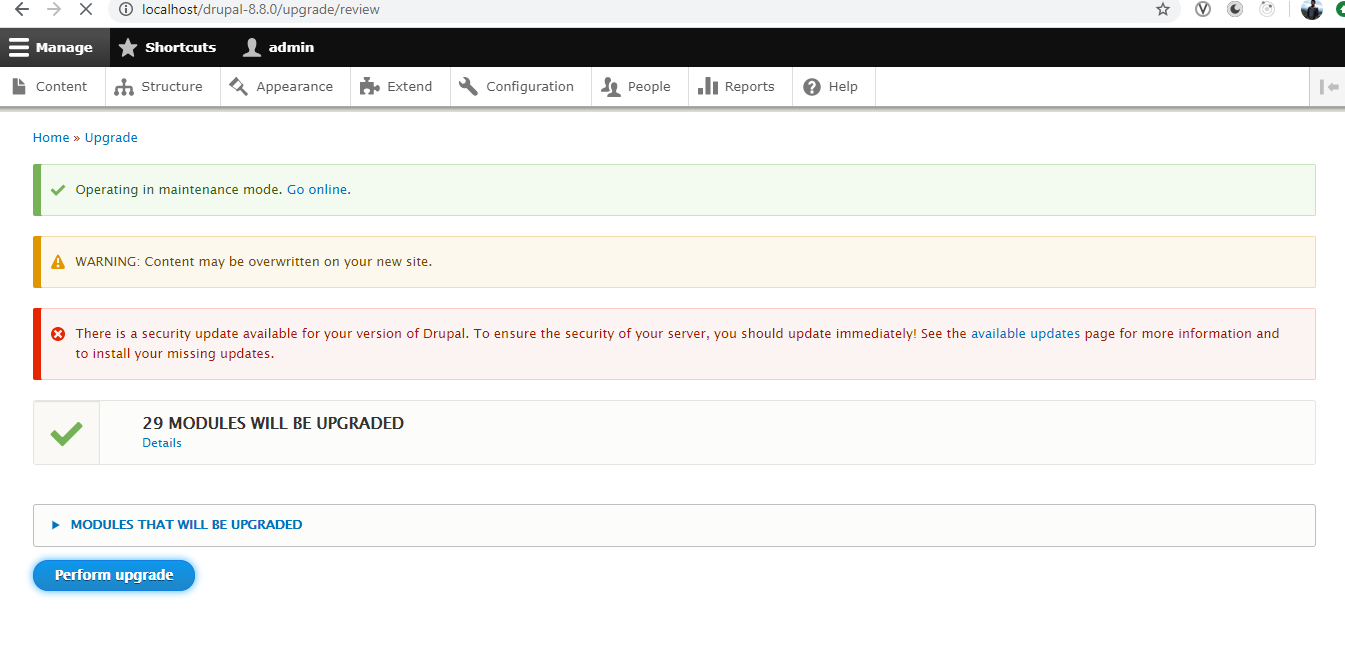 localhost/drupal-8.8.0/upgrade/review
Manage Shortcuts admin
Content Structure Appearance Extend Configuration People Reports Help
Home » Upgrade
Operating in maintenance mode. Go online.
WARNING: Content may be overwritten on your new site.
There is a security update available for your version of Drupal. To ensure the security of your server, you should update immediately! See the available updates page for more information and
to install your missing updates.
29 MODULES WILL BE UPGRADED
Details
MODULES THAT WILL BE UPGRADED
Perform upgrade